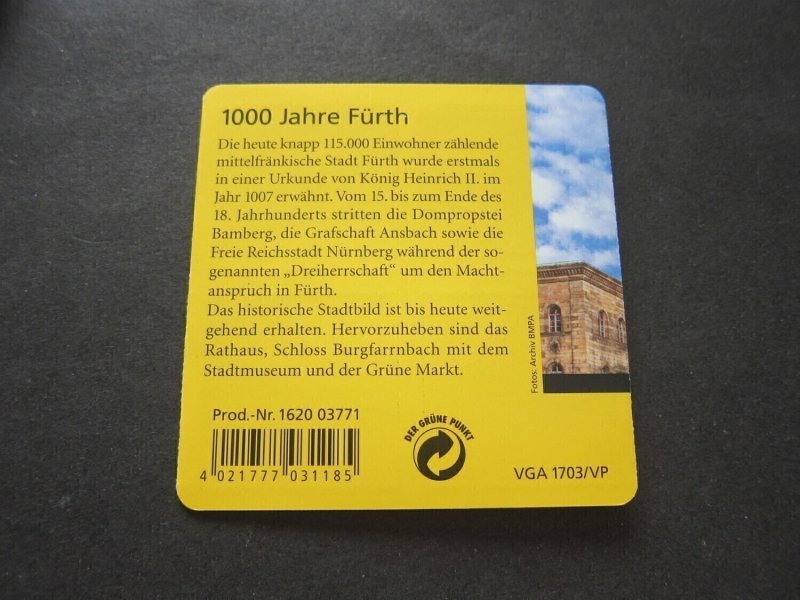 1000 Jahre Fürth
Die heute knapp 115.000 Einwohner zählende
mittelfränkische Stadt Fürth wurde erstmals
in einer Urkunde von König Heinrich II. im
Jahr 1007 erwähnt. Vom 15. bis zum Ende des
18. Jahrhunderts stritten die Dompropstei
Bamberg, die Grafschaft Ansbach sowie die
Freie Reichsstadt Nürnberg während der so-
genannten „Dreiherrschaft“ um den Macht-
anspruch in Fürth.
Das historische Stadtbild ist bis heute weit-
gehend erhalten. Hervorzuheben sind das
Rathaus, Schloss Burgfarrnbach mit dem
Stadtmuseum und der Grüne Markt.
Fotos: Archiv BMPA
Prod.-Nr. 1620 03771
4 021777 031185
DER GRÜNE PUNKT
VGA 1703/VP